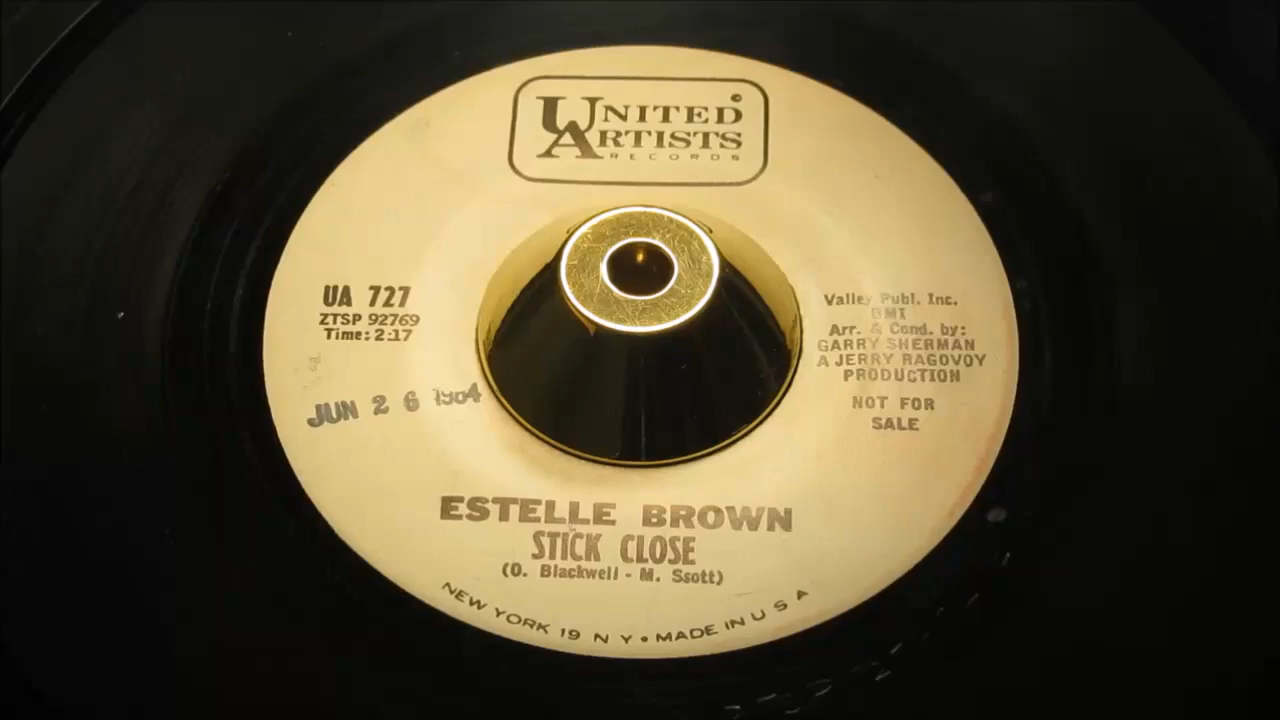 UNITED
ARTISTS
RECORDS
UA 727
ZTSP 92769
Time: 2:17
JUN 26 1964
Valley Publ. Inc.
BMI
Arr. & Cond. by:
GARRY SHERMAN
A JERRY RAGOVOY
PRODUCTION
NOT FOR
SALE
ESTELLE BROWN
STICK CLOSE
(O. Blackwell - M. Ssott)
NEW YORK 19 N Y • MADE IN U S A